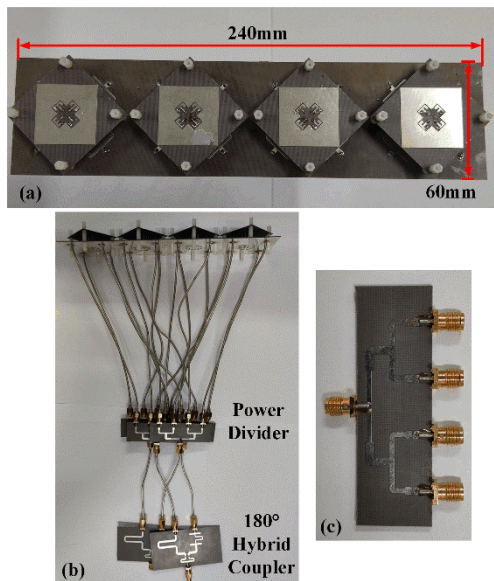 240mm
(a)
60mm
Power
Divider
180°
Hybrid
Coupler
(b)
(c)